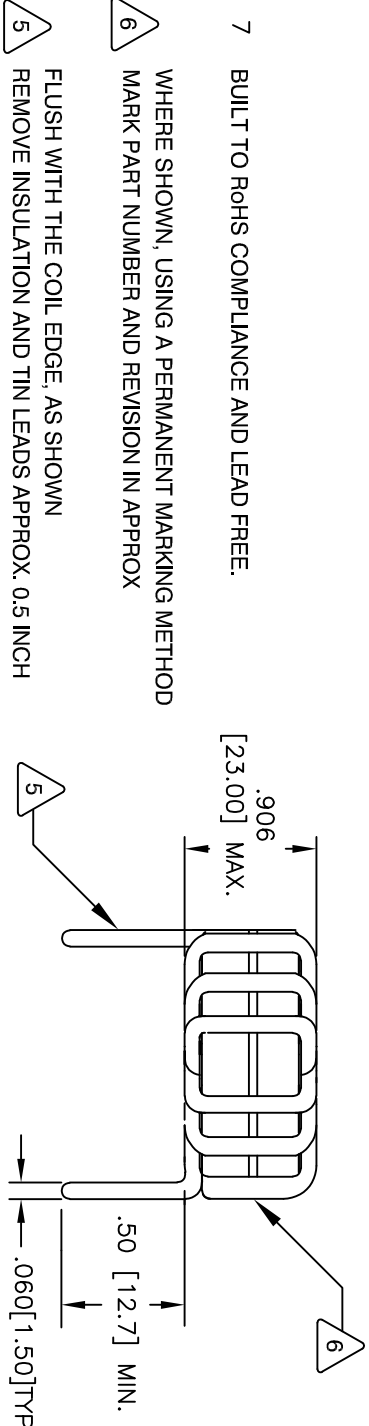 7 BUILT TO RoHS COMPLIANCE AND LEAD FREE.
WHERE SHOWN, USING A PERMANENT MARKING METHOD
6 MARK PART NUMBER AND REVISION IN APPROX
FLUSH WITH THE COIL EDGE, AS SHOWN
5 REMOVE INSULATION AND TIN LEADS APPROX. 0.5 INCH
6
.906
[23.00] MAX.
.50 [12.7] MIN.
5
.060[1.50]TYP